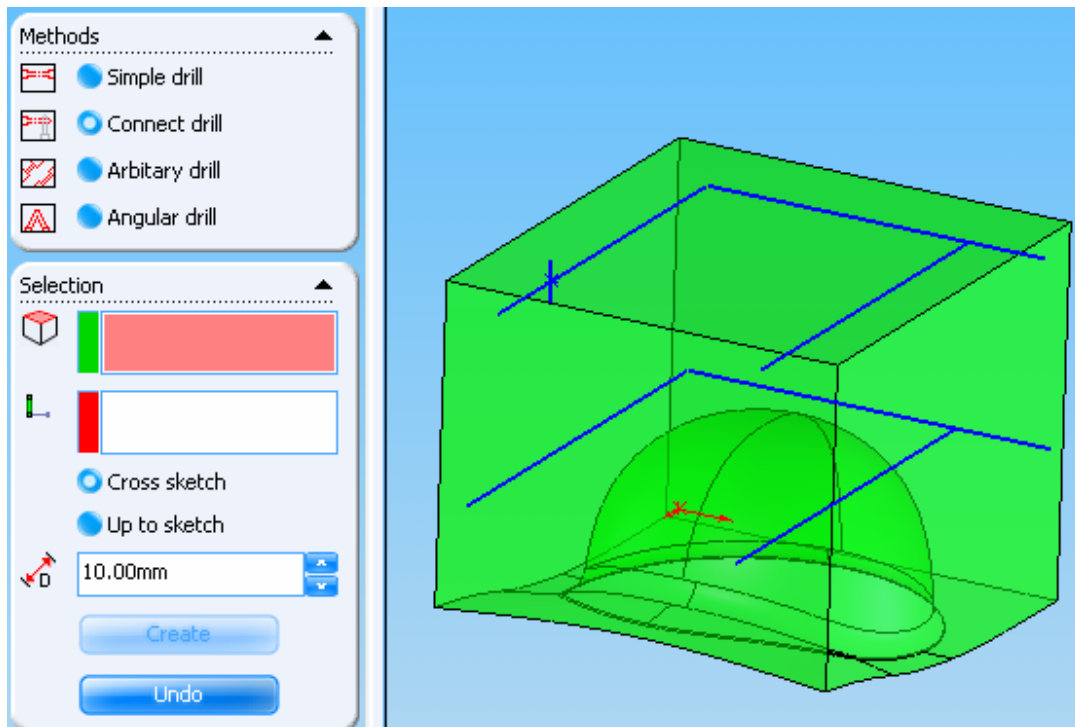 Methods
Simple drill
Connect drill
Arbitary drill
Angular drill
Selection
Cross sketch
Up to sketch
D
10.00mm
Create
Undo